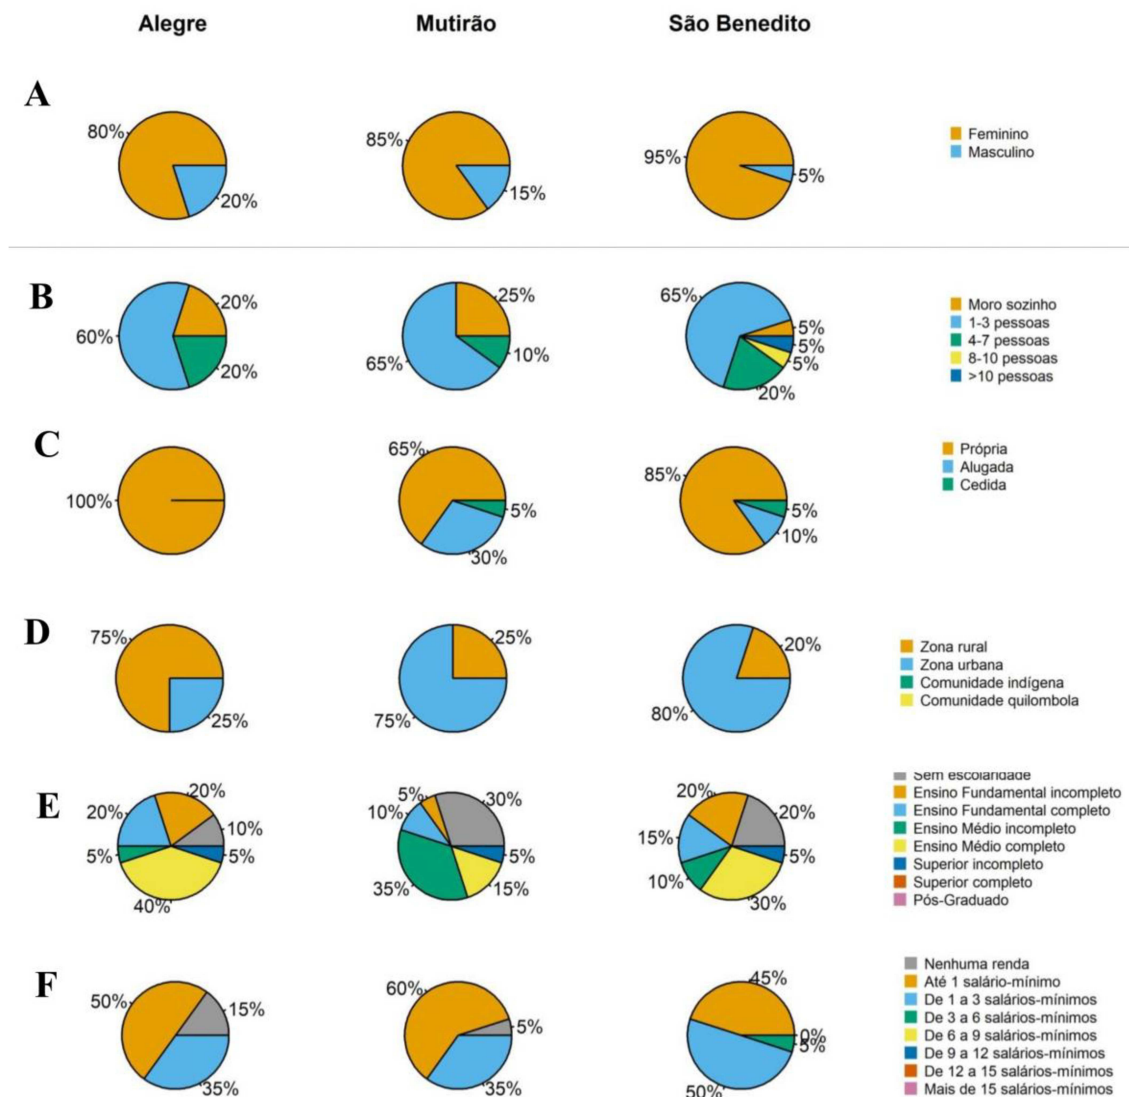 Alegre Mutirão São Benedito
A
80% 20%
85% 15%
95% 5%
Feminino
Masculino
B
60% 20% 20%
65% 25% 10%
65% 5% 5% 5% 20%
Moro sozinho
1-3 pessoas
4-7 pessoas
8-10 pessoas
>10 pessoas
C
100%
65% 5% 30%
85% 5% 10%
Própria
Alugada
Cedida
D
75% 25%
25% 75%
20% 80%
Zona rural
Zona urbana
Comunidade indígena
Comunidade quilombola
E
20% 20% 10% 5% 5% 40%
5% 10% 30% 5% 35% 15%
20% 20% 15% 5% 10% 30%
Sem escolaridade
Ensino Fundamental incompleto
Ensino Fundamental completo
Ensino Médio incompleto
Ensino Médio completo
Superior incompleto
Superior completo
Pós-Graduado
F
50% 15% 35%
60% 5% 35%
45% 0% 5% 50%
Nenhuma renda
Até 1 salário-mínimo
De 1 a 3 salários-mínimos
De 3 a 6 salários-mínimos
De 6 a 9 salários-mínimos
De 9 a 12 salários-mínimos
De 12 a 15 salários-mínimos
Mais de 15 salários-mínimos